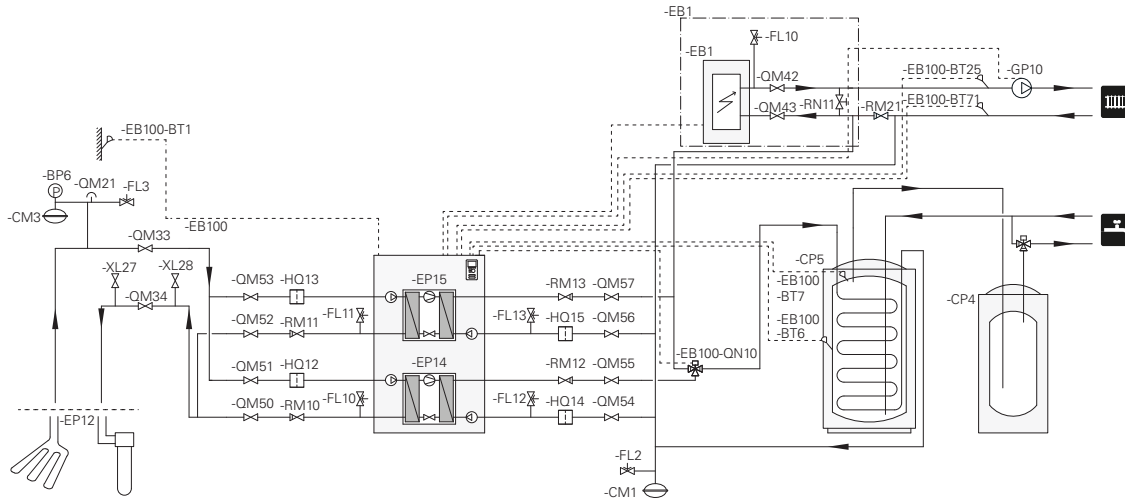 -EB1
-FL10
-EB1
-QM42
-EB100-BT25
-GP10
-QM43
-RN11
-RM21
-EB100-BT71
-EB100-BT1
-BP6
P
-QM21
-FL3
-CM3
-EB100
-QM33
-XL27
-XL28
-QM34
-QM53
-HQ13
-EP15
-RM13
-QM57
-CP5
-EB100
-BT7
-CP4
-QM52
-RM11
-FL11
-FL13
-HQ15
-QM56
-EB100
-BT6
-QM51
-HQ12
-EP14
-RM12
-QM55
-EB100-QN10
-QM50
-RM10
-FL10
-FL12
-HQ14
-QM54
-EP12
-FL2
-CM1